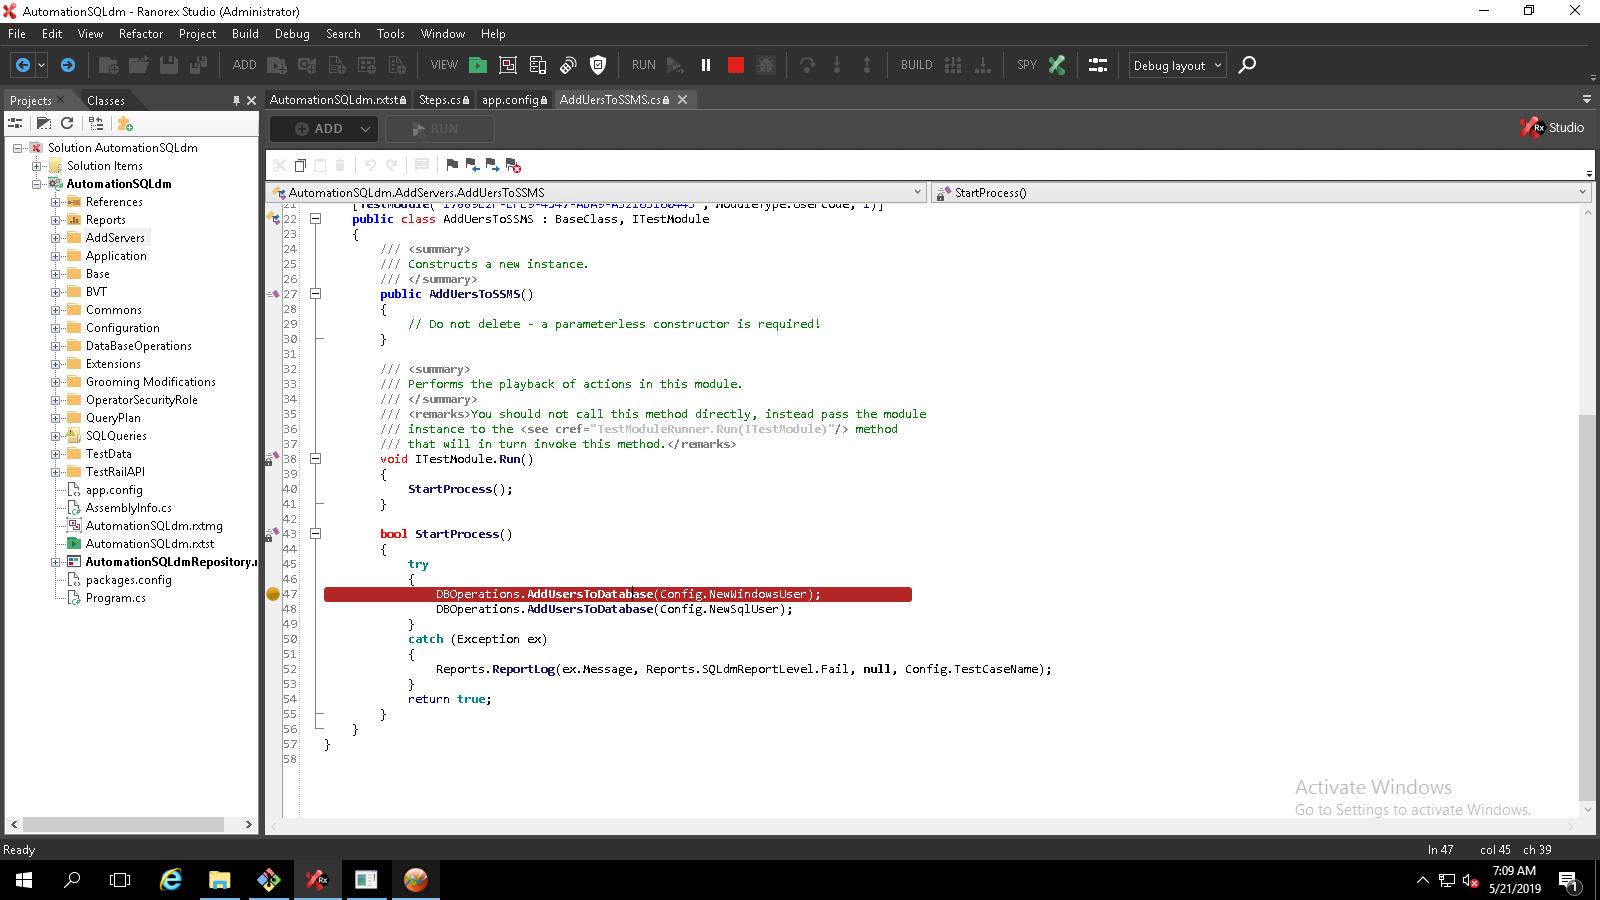 AutomationSQLdm - Ranorex Studio (Administrator)
File Edit View Refactor Project Build Debug Search Tools Window Help
ADD VIEW RUN BUILD SPY Debug layout
Projects Classes
AutomationSQLdm.rxtst Steps.cs app.config AddUersToSSMS.cs
ADD RUN
Rx Studio
Solution AutomationSQLdm
Solution Items
AutomationSQLdm
References
Reports
AddServers
Application
Base
BVT
Commons
Configuration
DataBaseOperations
Extensions
Grooming Modifications
OperatorSecurityRole
QueryPlan
SQLQueries
TestData
TestRailAPI
app.config
AssemblyInfo.cs
AutomationSQLdm.rxtmg
AutomationSQLdm.rxtst
AutomationSQLdmRepository.
packages.config
Program.cs
AutomationSQLdm.AddServers.AddUersToSSMS StartProcess()
22 public class AddUersToSSMS : BaseClass, ITestModule
23 {
24 /// <summary>
25 /// Constructs a new instance.
26 /// </summary>
27 public AddUersToSSMS()
28 {
29 // Do not delete - a parameterless constructor is required!
30 }
31
32 /// <summary>
33 /// Performs the playback of actions in this module.
34 /// </summary>
35 /// <remarks>You should not call this method directly, instead pass the module
36 /// instance to the <see cref="TestModuleRunner.Run(ITestModule)"/> method
37 /// that will in turn invoke this method.</remarks>
38 void ITestModule.Run()
39 {
40 StartProcess();
41 }
42
43 bool StartProcess()
44 {
45 try
46 {
47 DBOperations.AddUsersToDatabase(Config.NewWindowsUser);
48 DBOperations.AddUsersToDatabase(Config.NewSqlUser);
49 }
50 catch (Exception ex)
51 {
52 Reports.ReportLog(ex.Message, Reports.SQLdmReportLevel.Fail, null, Config.TestCaseName);
53 }
54 return true;
55 }
56 }
57 }
58
Activate Windows
Go to Settings to activate Windows.
Ready ln 47 col 45 ch 39
7:09 AM
5/21/2019
1